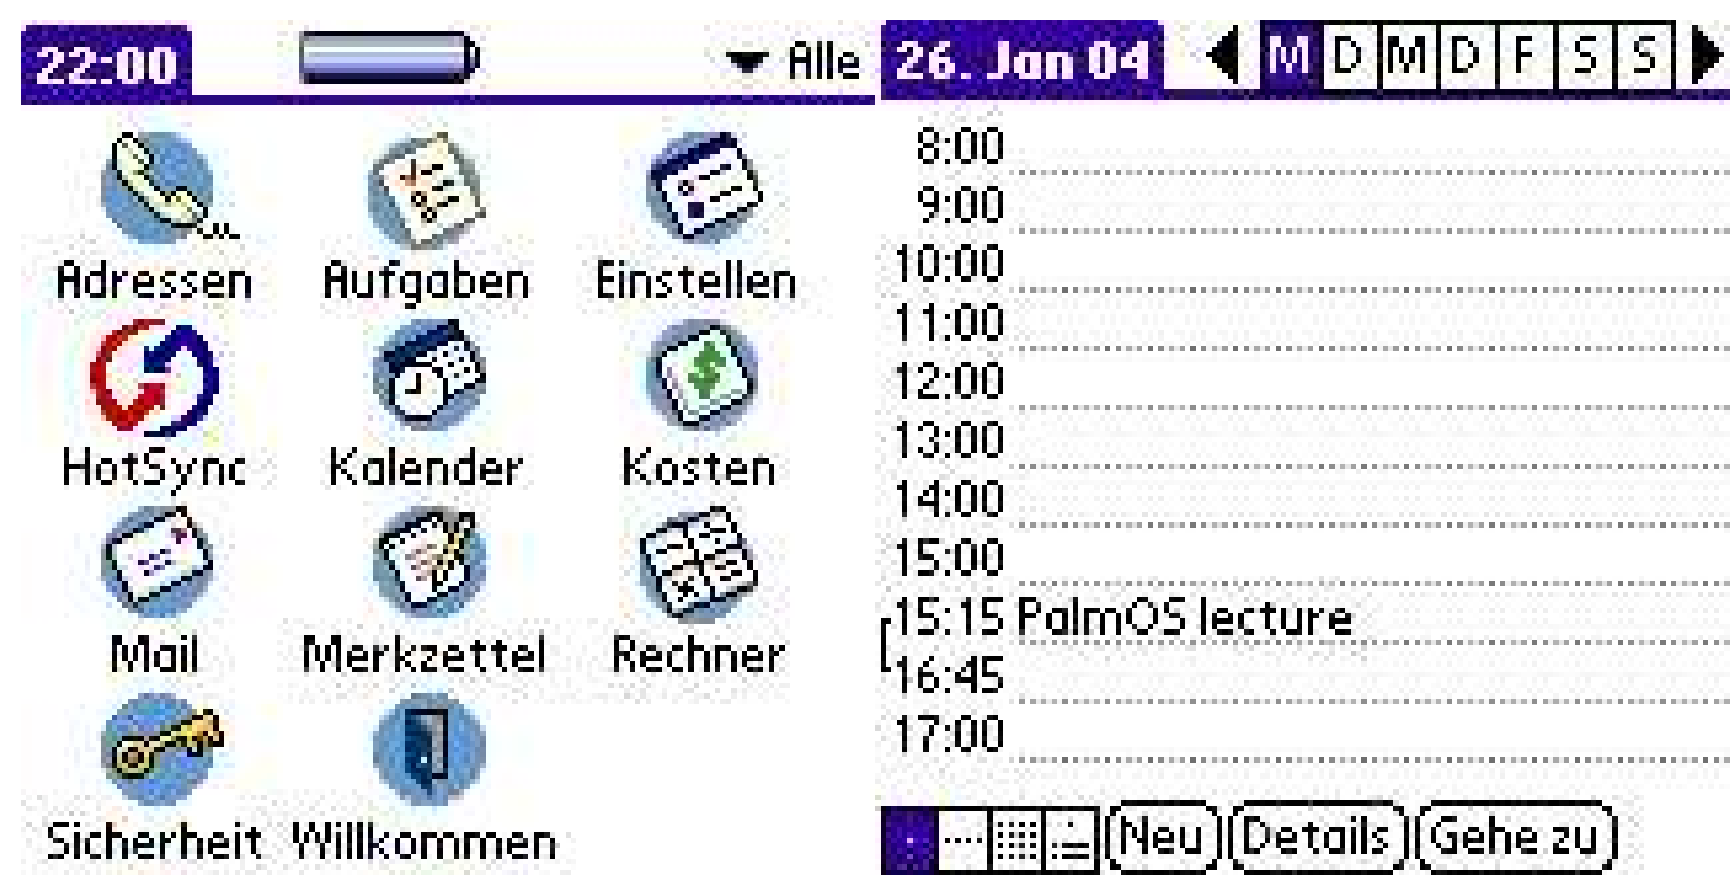 22:00 Alle
Adressen Aufgaben Einstellen
HotSync Kalender Kosten
Mail Merkzettel Rechner
Sicherheit Willkommen
26. Jan 04 M D M D F S S
8:00
9:00
10:00
11:00
12:00
13:00
14:00
15:00
15:15 PalmOS lecture
16:45
17:00
Neu Details Gehe zu